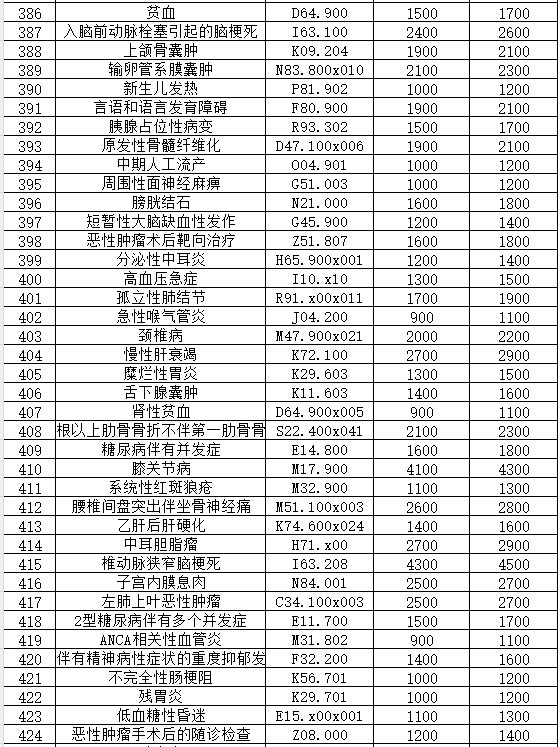 386 贫血 D64.900 1500 1700
387 入脑前动脉栓塞引起的脑梗死 I63.100 2400 2600
388 上颌骨囊肿 K09.204 1900 2100
389 输卵管系膜囊肿 N83.800x010 2100 2300
390 新生儿发热 P81.902 1000 1200
391 言语和语言发育障碍 F80.900 1900 2100
392 胰腺占位性病变 R93.302 1500 1700
393 原发性骨髓纤维化 D47.100x006 1900 2100
394 中期人工流产 O04.901 1000 1200
395 周围性面神经麻痹 G51.003 1000 1200
396 膀胱结石 N21.000 1600 1800
397 短暂性大脑缺血性发作 G45.900 1200 1400
398 恶性肿瘤术后靶向治疗 Z51.807 1600 1800
399 分泌性中耳炎 H65.900x001 1200 1400
400 高血压急症 I10.x10 1300 1500
401 孤立性肺结节 R91.x00x011 1700 1900
402 急性喉气管炎 J04.200 900 1100
403 颈椎病 M47.900x021 2000 2200
404 慢性肝衰竭 K72.100 2700 2900
405 糜烂性胃炎 K29.603 1300 1500
406 舌下腺囊肿 K11.603 1400 1600
407 肾性贫血 D64.900x005 900 1100
408 根以上肋骨骨折不伴第一肋骨骨 S22.400x041 2100 2300
409 糖尿病伴有并发症 E14.800 1600 1800
410 膝关节病 M17.900 4100 4300
411 系统性红斑狼疮 M32.900 1100 1300
412 腰椎间盘突出伴坐骨神经痛 M51.100x003 2600 2800
413 乙肝后肝硬化 K74.600x024 1400 1600
414 中耳胆脂瘤 H71.x00 2700 2900
415 椎动脉狭窄脑梗死 I63.208 4300 4500
416 子宫内膜息肉 N84.001 2500 2700
417 左肺上叶恶性肿瘤 C34.100x003 2500 2700
418 2型糖尿病伴有多个并发症 E11.700 1500 1700
419 ANCA相关性血管炎 M31.802 900 1100
420 伴有精神病性症状的重度抑郁发 F32.200 1400 1600
421 不完全性肠梗阻 K56.701 1000 1200
422 残胃炎 K29.701 1000 1200
423 低血糖性昏迷 E15.x00x001 1100 1300
424 恶性肿瘤手术后的随诊检查 Z08.000 1200 1400